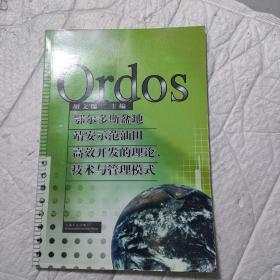 Ordos
胡文瑞 主编
鄂尔多斯盆地
靖安示范油田
高效开发的理论、
技术与管理模式